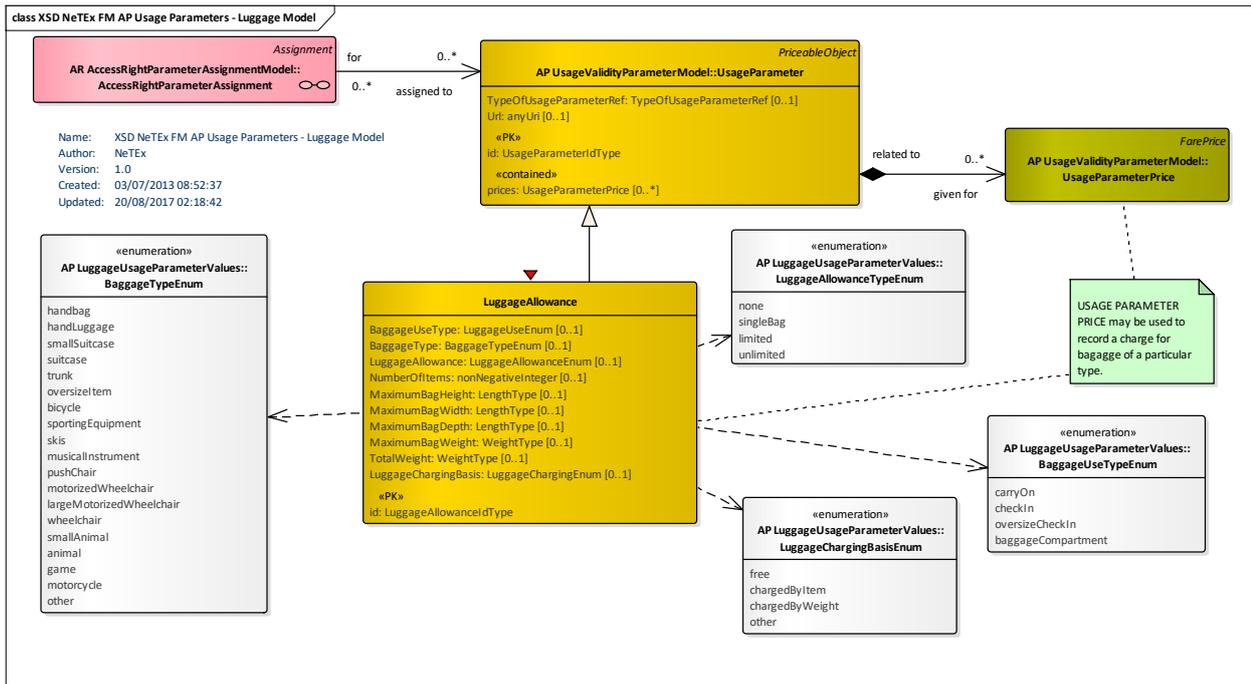 class XSD NeTEx FM AP Usage Parameters - Luggage Model
Assignment
AR AccessRightParameterAssignmentModel::
AccessRightParameterAssignment
for
0..*
0..*
assigned to
PriceableObject
AP UsageValidityParameterModel::UsageParameter
TypeOfUsageParameterRef: TypeOfUsageParameterRef [0..1]
Url: anyUri [0..1]
«PK»
id: UsageParameterIdType
«contained»
prices: UsageParameterPrice [0..*]
related to
0..*
given for
FarePrice
AP UsageValidityParameterModel::
UsageParameterPrice
Name: XSD NeTEx FM AP Usage Parameters - Luggage Model
Author: NeTEx
Version: 1.0
Created: 03/07/2013 08:52:37
Updated: 20/08/2017 02:18:42
«enumeration»
AP LuggageUsageParameterValues::
BaggageTypeEnum
handbag
handLuggage
smallSuitcase
suitcase
trunk
oversizeItem
bicycle
sportingEquipment
skis
musicalInstrument
pushChair
motorizedWheelchair
largeMotorizedWheelchair
wheelchair
smallAnimal
animal
game
motorcycle
other
LuggageAllowance
BaggageUseType: LuggageUseEnum [0..1]
BaggageType: BaggageTypeEnum [0..1]
LuggageAllowance: LuggageAllowanceEnum [0..1]
NumberOfItems: nonNegativeInteger [0..1]
MaximumBagHeight: LengthType [0..1]
MaximumBagWidth: LengthType [0..1]
MaximumBagDepth: LengthType [0..1]
MaximumBagWeight: WeightType [0..1]
TotalWeight: WeightType [0..1]
LuggageChargingBasis: LuggageChargingEnum [0..1]
«PK»
id: LuggageAllowanceIdType
«enumeration»
AP LuggageUsageParameterValues::
LuggageAllowanceTypeEnum
none
singleBag
limited
unlimited
USAGE PARAMETER
PRICE may be used to
record a charge for
bagagge of a particular
type.
«enumeration»
AP LuggageUsageParameterValues::
BaggageUseTypeEnum
carryOn
checkIn
oversizeCheckIn
baggageCompartment
«enumeration»
AP LuggageUsageParameterValues::
LuggageChargingBasisEnum
free
chargedByItem
chargedByWeight
other